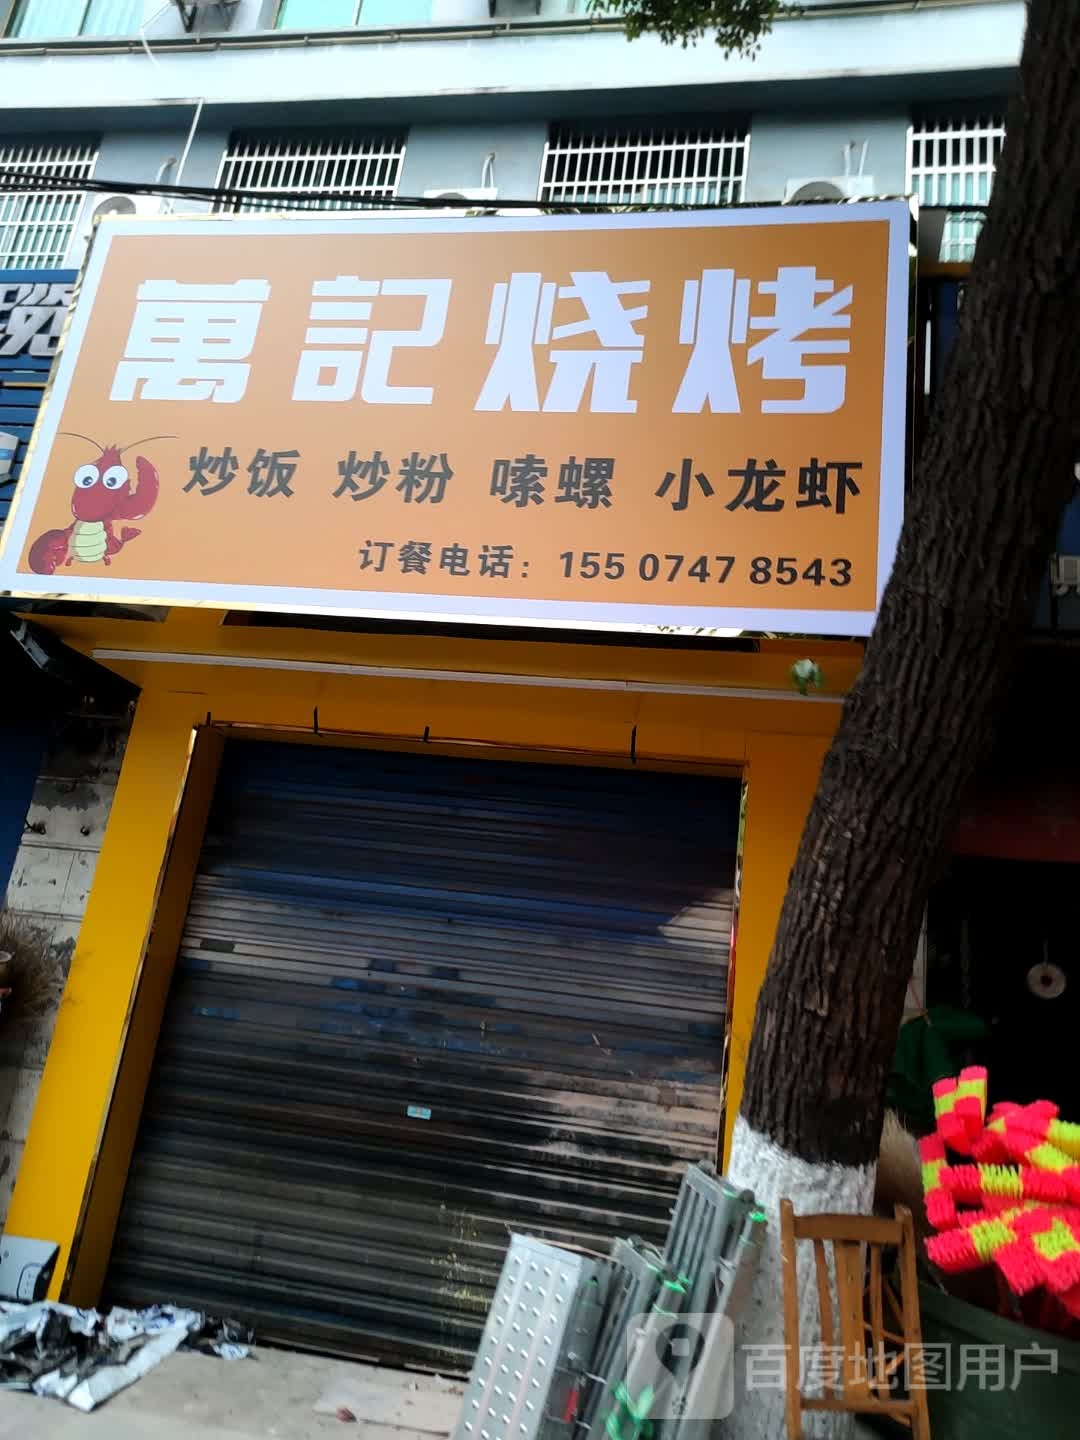 萬記烧烤
炒饭 炒粉 嗦螺 小龙虾
订餐电话：155 0747 8543
百度地图用户